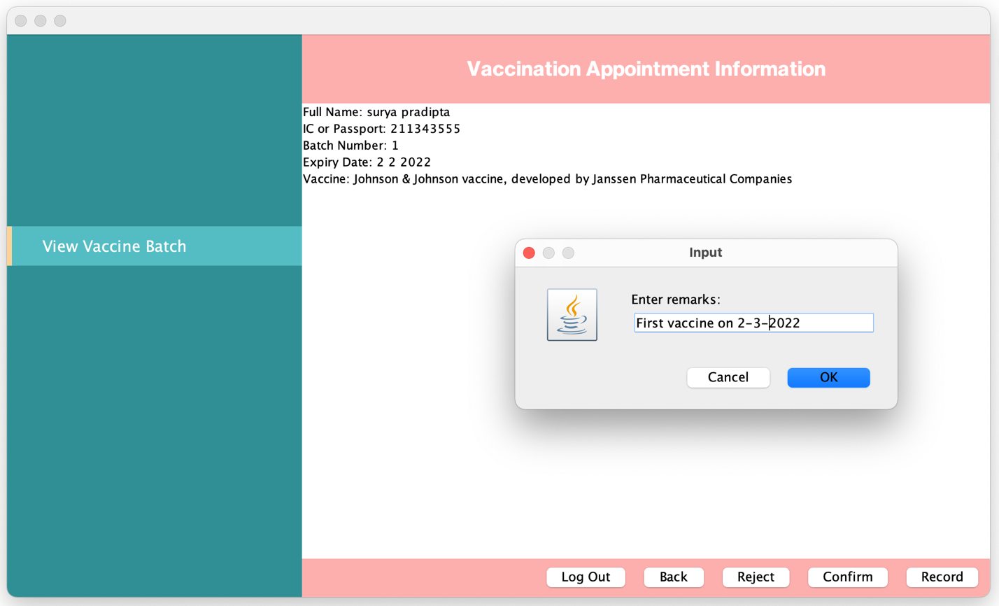 Vaccination Appointment Information
Full Name: surya pradipta
IC or Passport: 211343555
Batch Number: 1
Expiry Date: 2 2 2022
Vaccine: Johnson & Johnson vaccine, developed by Janssen Pharmaceutical Companies
View Vaccine Batch
Input
Enter remarks:
First vaccine on 2-3-2022
Cancel OK
Log Out Back Reject Confirm Record